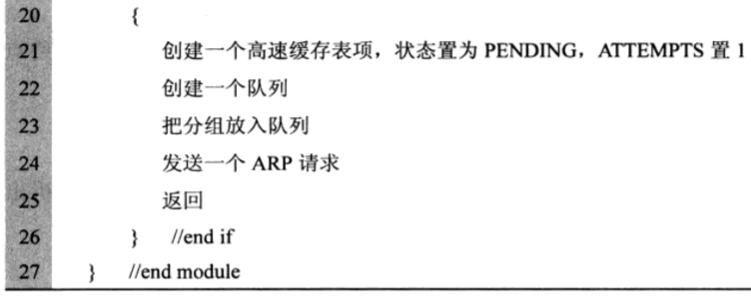 20 {
21 创建一个高速缓存表项，状态置为 PENDING，ATTEMPTS 置 1
22 创建一个队列
23 把分组放入队列
24 发送一个 ARP 请求
25 返回
26 } //end if
27 } //end module